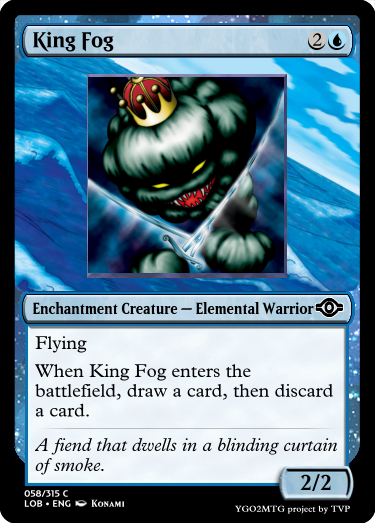 King Fog 2
Enchantment Creature — Elemental Warrior
Flying
When King Fog enters the
battlefield, draw a card, then discard
a card.
A fiend that dwells in a blinding curtain
of smoke.
2/2
058/315 C
LOB • ENG Konami
YGO2MTG project by TVP